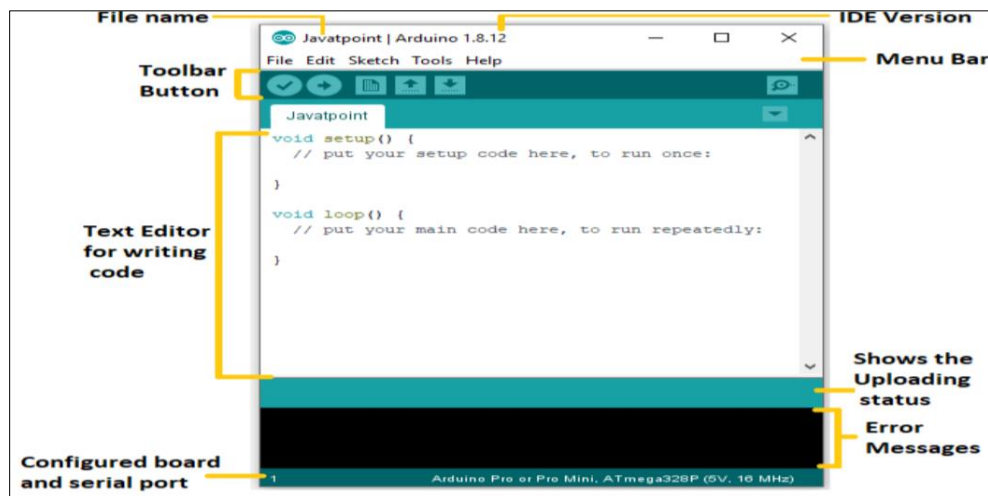 File name
IDE Version
Javatpoint | Arduino 1.8.12
File Edit Sketch Tools Help
Menu Bar
Toolbar
Button
Javatpoint
void setup() {
// put your setup code here, to run once:
}
void loop() {
// put your main code here, to run repeatedly:
}
Text Editor
for writing
code
Shows the
Uploading
status
Error
Messages
Configured board
and serial port
1
Arduino Pro or Pro Mini, ATmega328P (5V, 16 MHz)